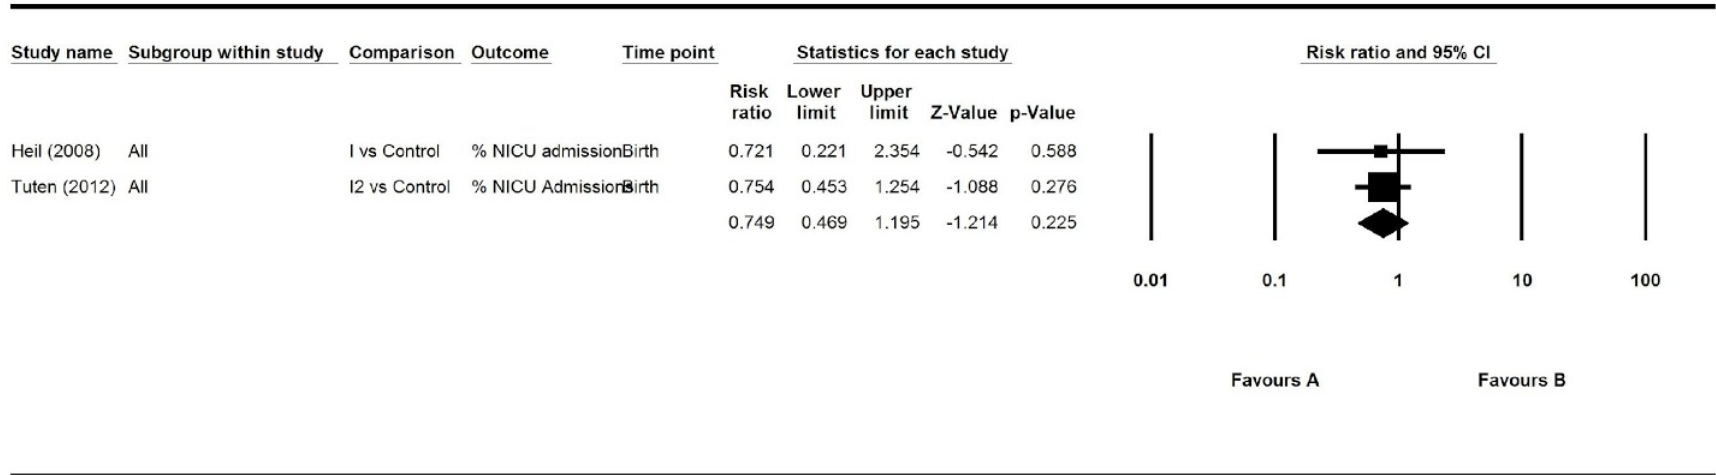 Study name Subgroup within study Comparison Outcome Time point Statistics for each study Risk ratio and 95% CI
Risk Lower Upper
ratio limit limit Z-Value p-Value
Heil (2008) All I vs Control % NICU admission Birth 0.721 0.221 2.354 -0.542 0.588
Tuten (2012) All I2 vs Control % NICU Admissions Birth 0.754 0.453 1.254 -1.088 0.276
0.749 0.469 1.195 -1.214 0.225
0.01 0.1 1 10 100
Favours A Favours B